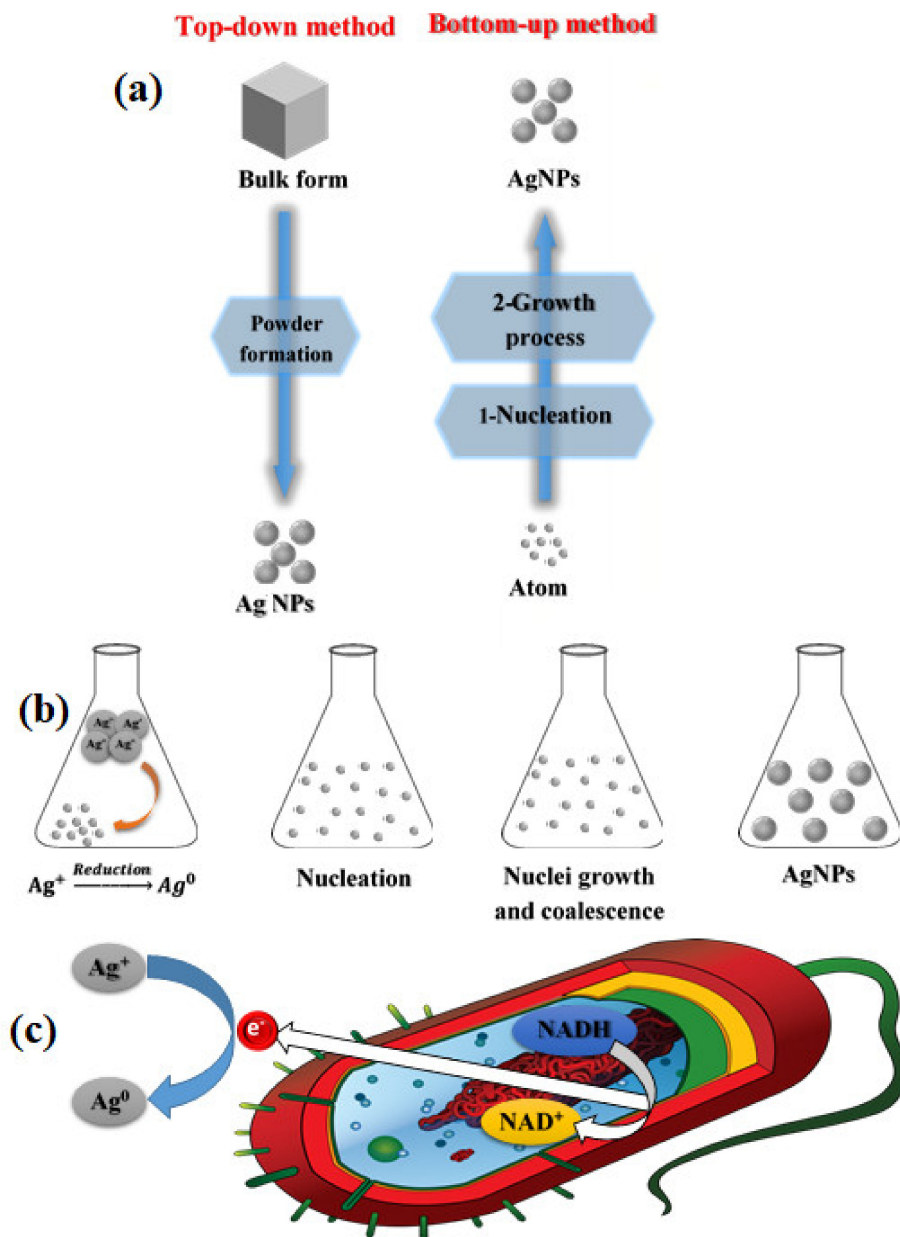 Top-down method
Bottom-up method
(a)
Bulk form
AgNPs
Powder
formation
2-Growth
process
1-Nucleation
Ag NPs
Atom
(b)
Ag⁺
Ag⁺
Ag⁺
Ag⁺
Ag⁺ Reduction Ag⁰
Nucleation
Nuclei growth
and coalescence
AgNPs
(c)
Ag⁺
e⁻
Ag⁰
NADH
NAD⁺